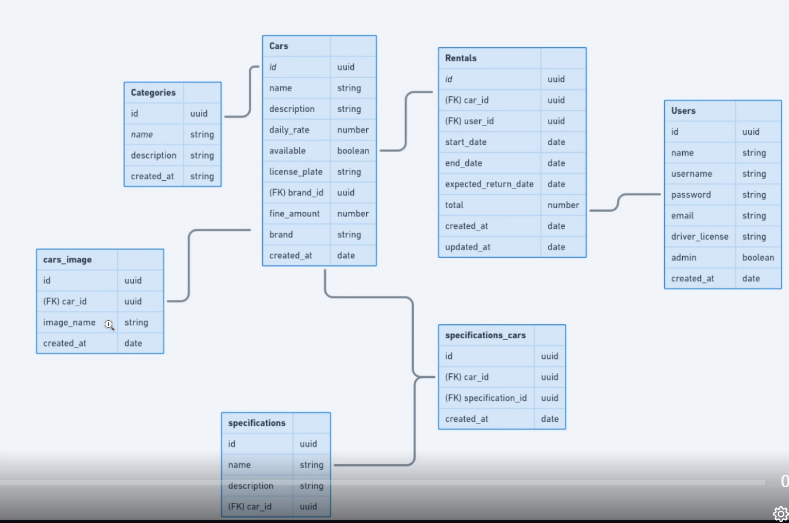 Categories
id uuid
name string
description string
created_at string
Cars
id uuid
name string
description string
daily_rate number
available boolean
license_plate string
(FK) brand_id uuid
fine_amount number
brand string
created_at date
Rentals
id uuid
(FK) car_id uuid
(FK) user_id uuid
start_date date
end_date date
expected_return_date date
total number
created_at date
updated_at date
Users
id uuid
name string
username string
password string
email string
driver_license string
admin boolean
created_at date
cars_image
id uuid
(FK) car_id uuid
image_name string
created_at date
specifications_cars
id uuid
(FK) car_id uuid
(FK) specification_id uuid
created_at date
specifications
id uuid
name string
description string
(FK) car_id uuid
0